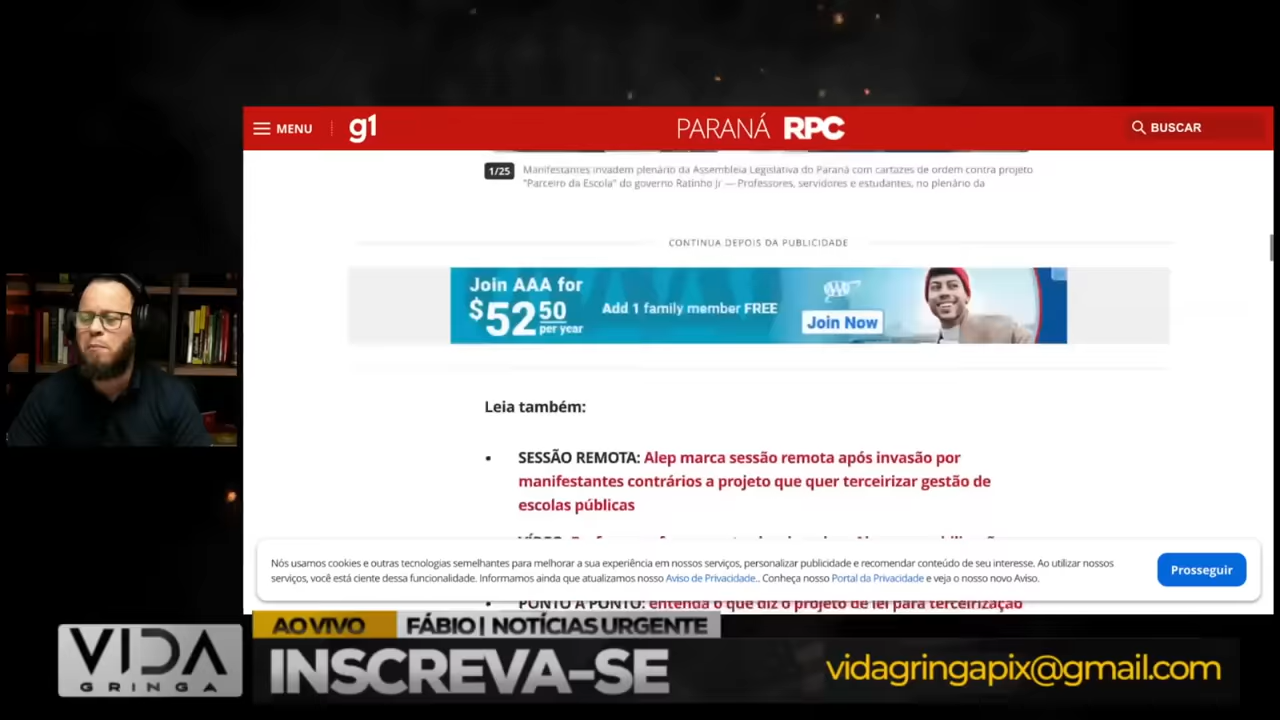 MENU
g1
PARANÁ RPC
BUSCAR
1/25
Manifestantes invadem plenário da Assembleia Legislativa do Paraná com cartazes de ordem contra projeto
"Parceiro da Escola" do governo Ratinho Jr — Professores, servidores e estudantes, no plenário da
CONTINUA DEPOIS DA PUBLICIDADE
Join AAA for
$52 50
per year
Add 1 family member FREE
Join Now
Leia também:
• SESSÃO REMOTA: Alep marca sessão remota após invasão por
manifestantes contrários a projeto que quer terceirizar gestão de
escolas públicas
Nós usamos cookies e outras tecnologias semelhantes para melhorar a sua experiência em nossos serviços, personalizar publicidade e recomendar conteúdo de seu interesse. Ao utilizar nossos
serviços, você está ciente dessa funcionalidade. Informamos ainda que atualizamos nosso Aviso de Privacidade.. Conheça nosso Portal da Privacidade e veja o nosso novo Aviso.
Prosseguir
• PONTO A PONTO: entenda o que diz o projeto de lei para terceirização
AO VIVO
FÁBIO | NOTÍCIAS URGENTE
VIDA
GRINGA
INSCREVA-SE
vidagringapix@gmail.com